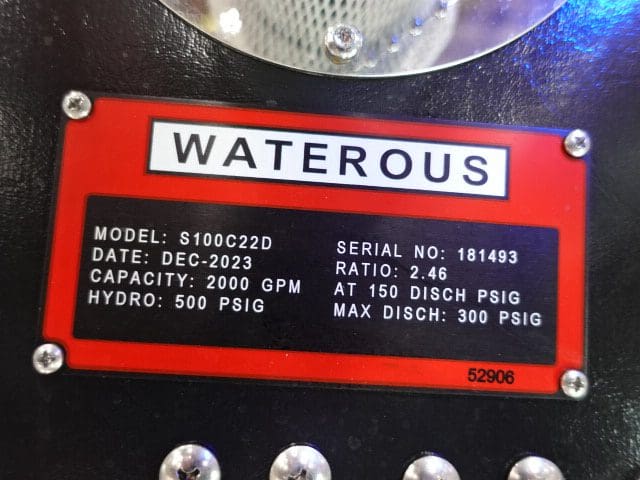 WATEROUS
MODEL: S100C22D
DATE: DEC-2023
CAPACITY: 2000 GPM
HYDRO: 500 PSIG
SERIAL NO: 181493
RATIO: 2.46
AT 150 DISCH PSIG
MAX DISCH: 300 PSIG
52906